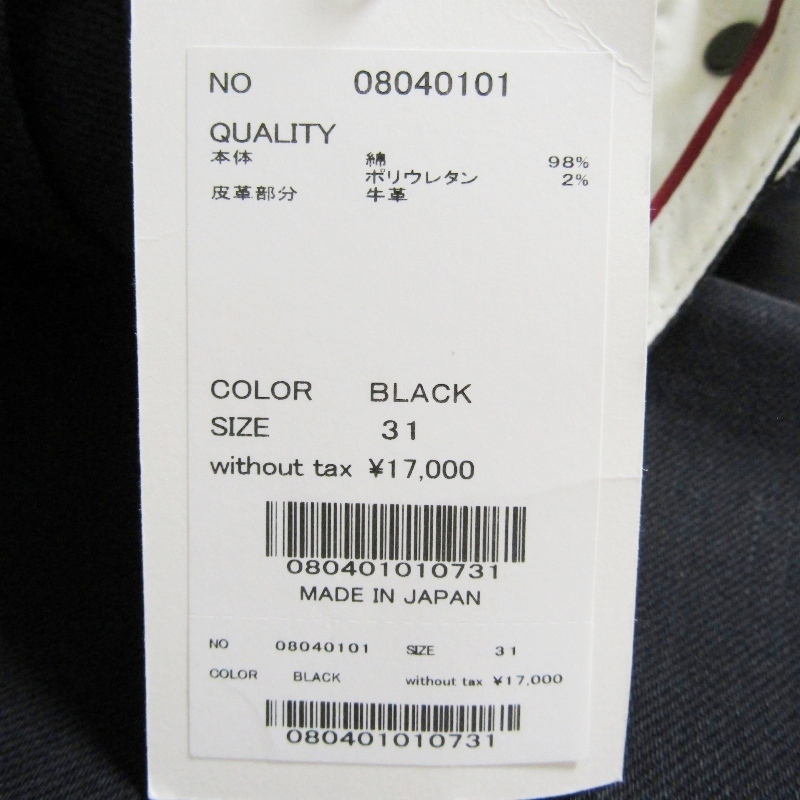 NO 08040101
QUALITY
本体 綿 98%
ポリウレタン 2%
皮革部分 牛革
COLOR BLACK
SIZE 31
without tax ¥17,000
080401010731
MADE IN JAPAN
NO 08040101 SIZE 31
COLOR BLACK without tax ¥17,000
080401010731